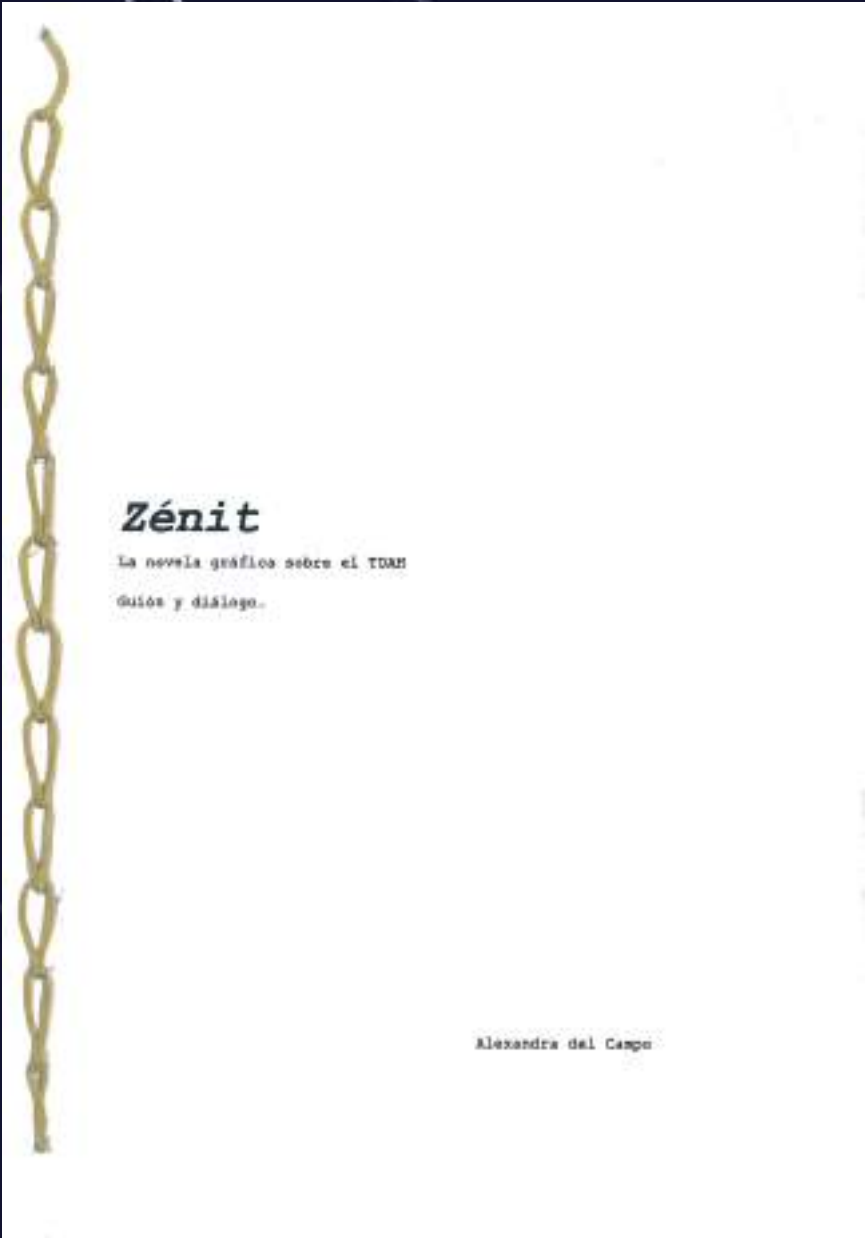 Zénit
La novela gráfica sobre el TDAH
Guión y diálogo.
Alexandra del Campo